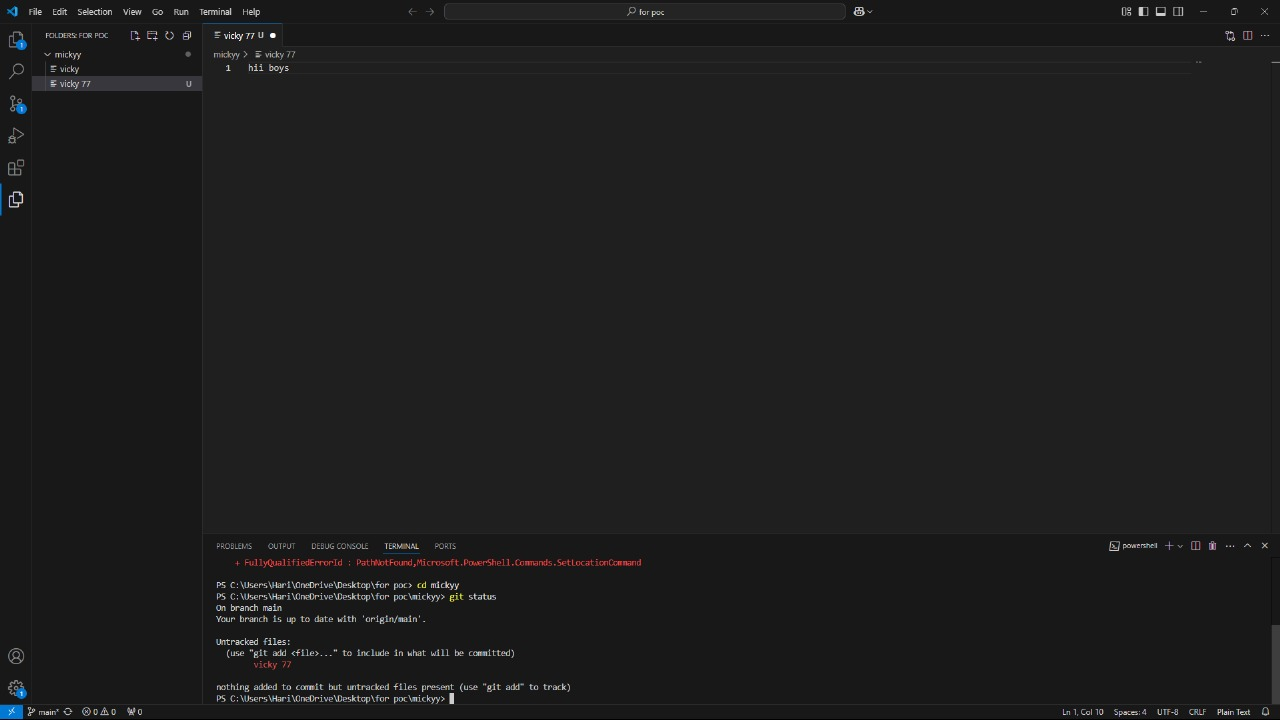 File Edit Selection View Go Run Terminal Help
for poc
FOLDERS: FOR POC
mickyy
vicky
vicky 77 U
vicky 77 U
mickyy > vicky 77
1 hii boys
PROBLEMS OUTPUT DEBUG CONSOLE TERMINAL PORTS
powershell
+ FullyQualifiedErrorId : PathNotFound,Microsoft.PowerShell.Commands.SetLocationCommand
PS C:\Users\Hari\OneDrive\Desktop\for poc> cd mickyy
PS C:\Users\Hari\OneDrive\Desktop\for poc\mickyy> git status
On branch main
Your branch is up to date with 'origin/main'.
Untracked files:
(use "git add <file>..." to include in what will be committed)
vicky 77
nothing added to commit but untracked files present (use "git add" to track)
PS C:\Users\Hari\OneDrive\Desktop\for poc\mickyy>
main* 0 0 0
Ln 1, Col 10 Spaces: 4 UTF-8 CRLF Plain Text